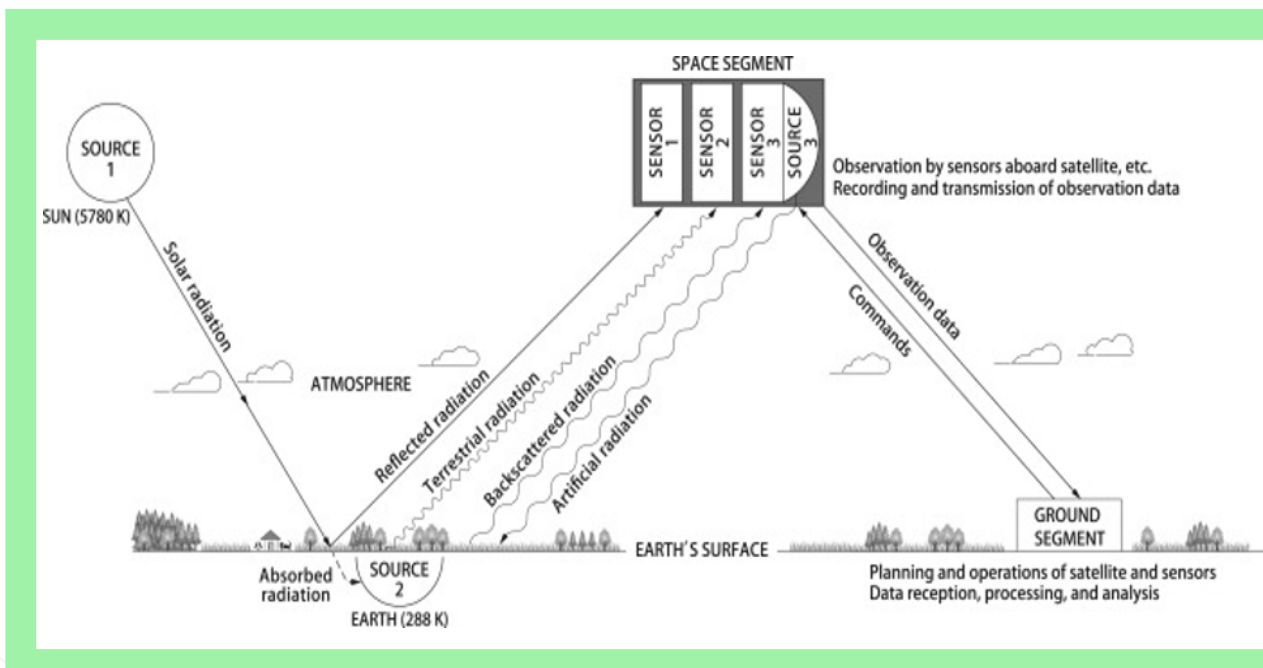 SPACE SEGMENT
SOURCE
1
SUN (5780 K)
Solar radiation
SENSOR
1
SENSOR
2
SENSOR
3
SOURCE
3
Observation by sensors aboard satellite, etc.
Recording and transmission of observation data
ATMOSPHERE
Reflected radiation
Terrestrial radiation
Backscattered radiation
Artificial radiation
Observation data
Commands
Absorbed
radiation
SOURCE
2
EARTH (288 K)
EARTH´S SURFACE
GROUND
SEGMENT
Planning and operations of satellite and sensors
Data reception, processing, and analysis